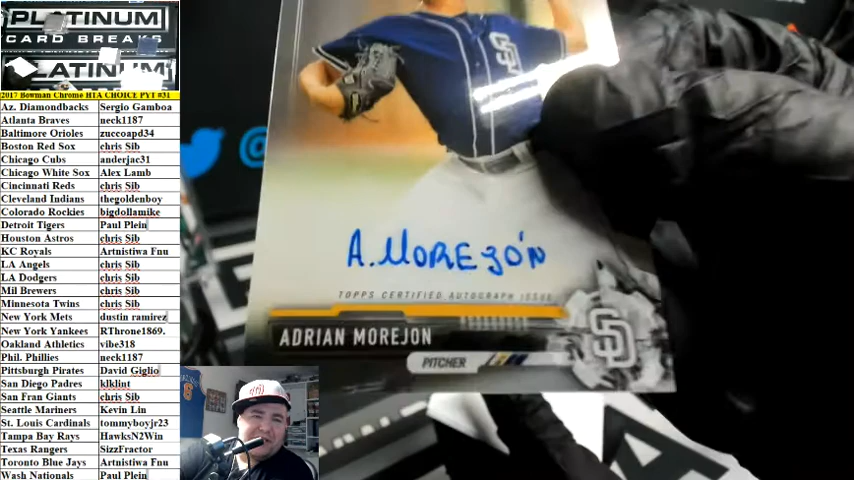 PLATINUM
CARD BREAKS
PLATINUM
2017 Bowman Chrome HTA CHOICE PYT #31
Az. Diamondbacks Sergio Gamboa
Atlanta Braves neck1187
Baltimore Orioles zuccoapd34
Boston Red Sox chris Sib
Chicago Cubs anderjac31
Chicago White Sox Alex Lamb
Cincinnati Reds chris Sib
Cleveland Indians thegoldenboy
Colorado Rockies bigdollamike
Detroit Tigers Paul Plein
Houston Astros chris Sib
KC Royals Artnistiwa Fnu
LA Angels chris Sib
LA Dodgers chris Sib
Mil Brewers chris Sib
Minnesota Twins chris Sib
New York Mets dustin ramirez
New York Yankees RThrone1869.
Oakland Athletics vibe318
Phil. Phillies neck1187
Pittsburgh Pirates David Giglio
San Diego Padres klklint
San Fran Giants chris Sib
Seattle Mariners Kevin Lin
St. Louis Cardinals tommyboyjr23
Tampa Bay Rays HawksN2Win
Texas Rangers SizzFractor
Toronto Blue Jays Artnistiwa Fnu
Wash Nationals Paul Plein
@
SD
A. MOREJÓN
TOPPS CERTIFIED AUTOGRAPH ISSUE
ADRIAN MOREJON
PITCHER
SD
6